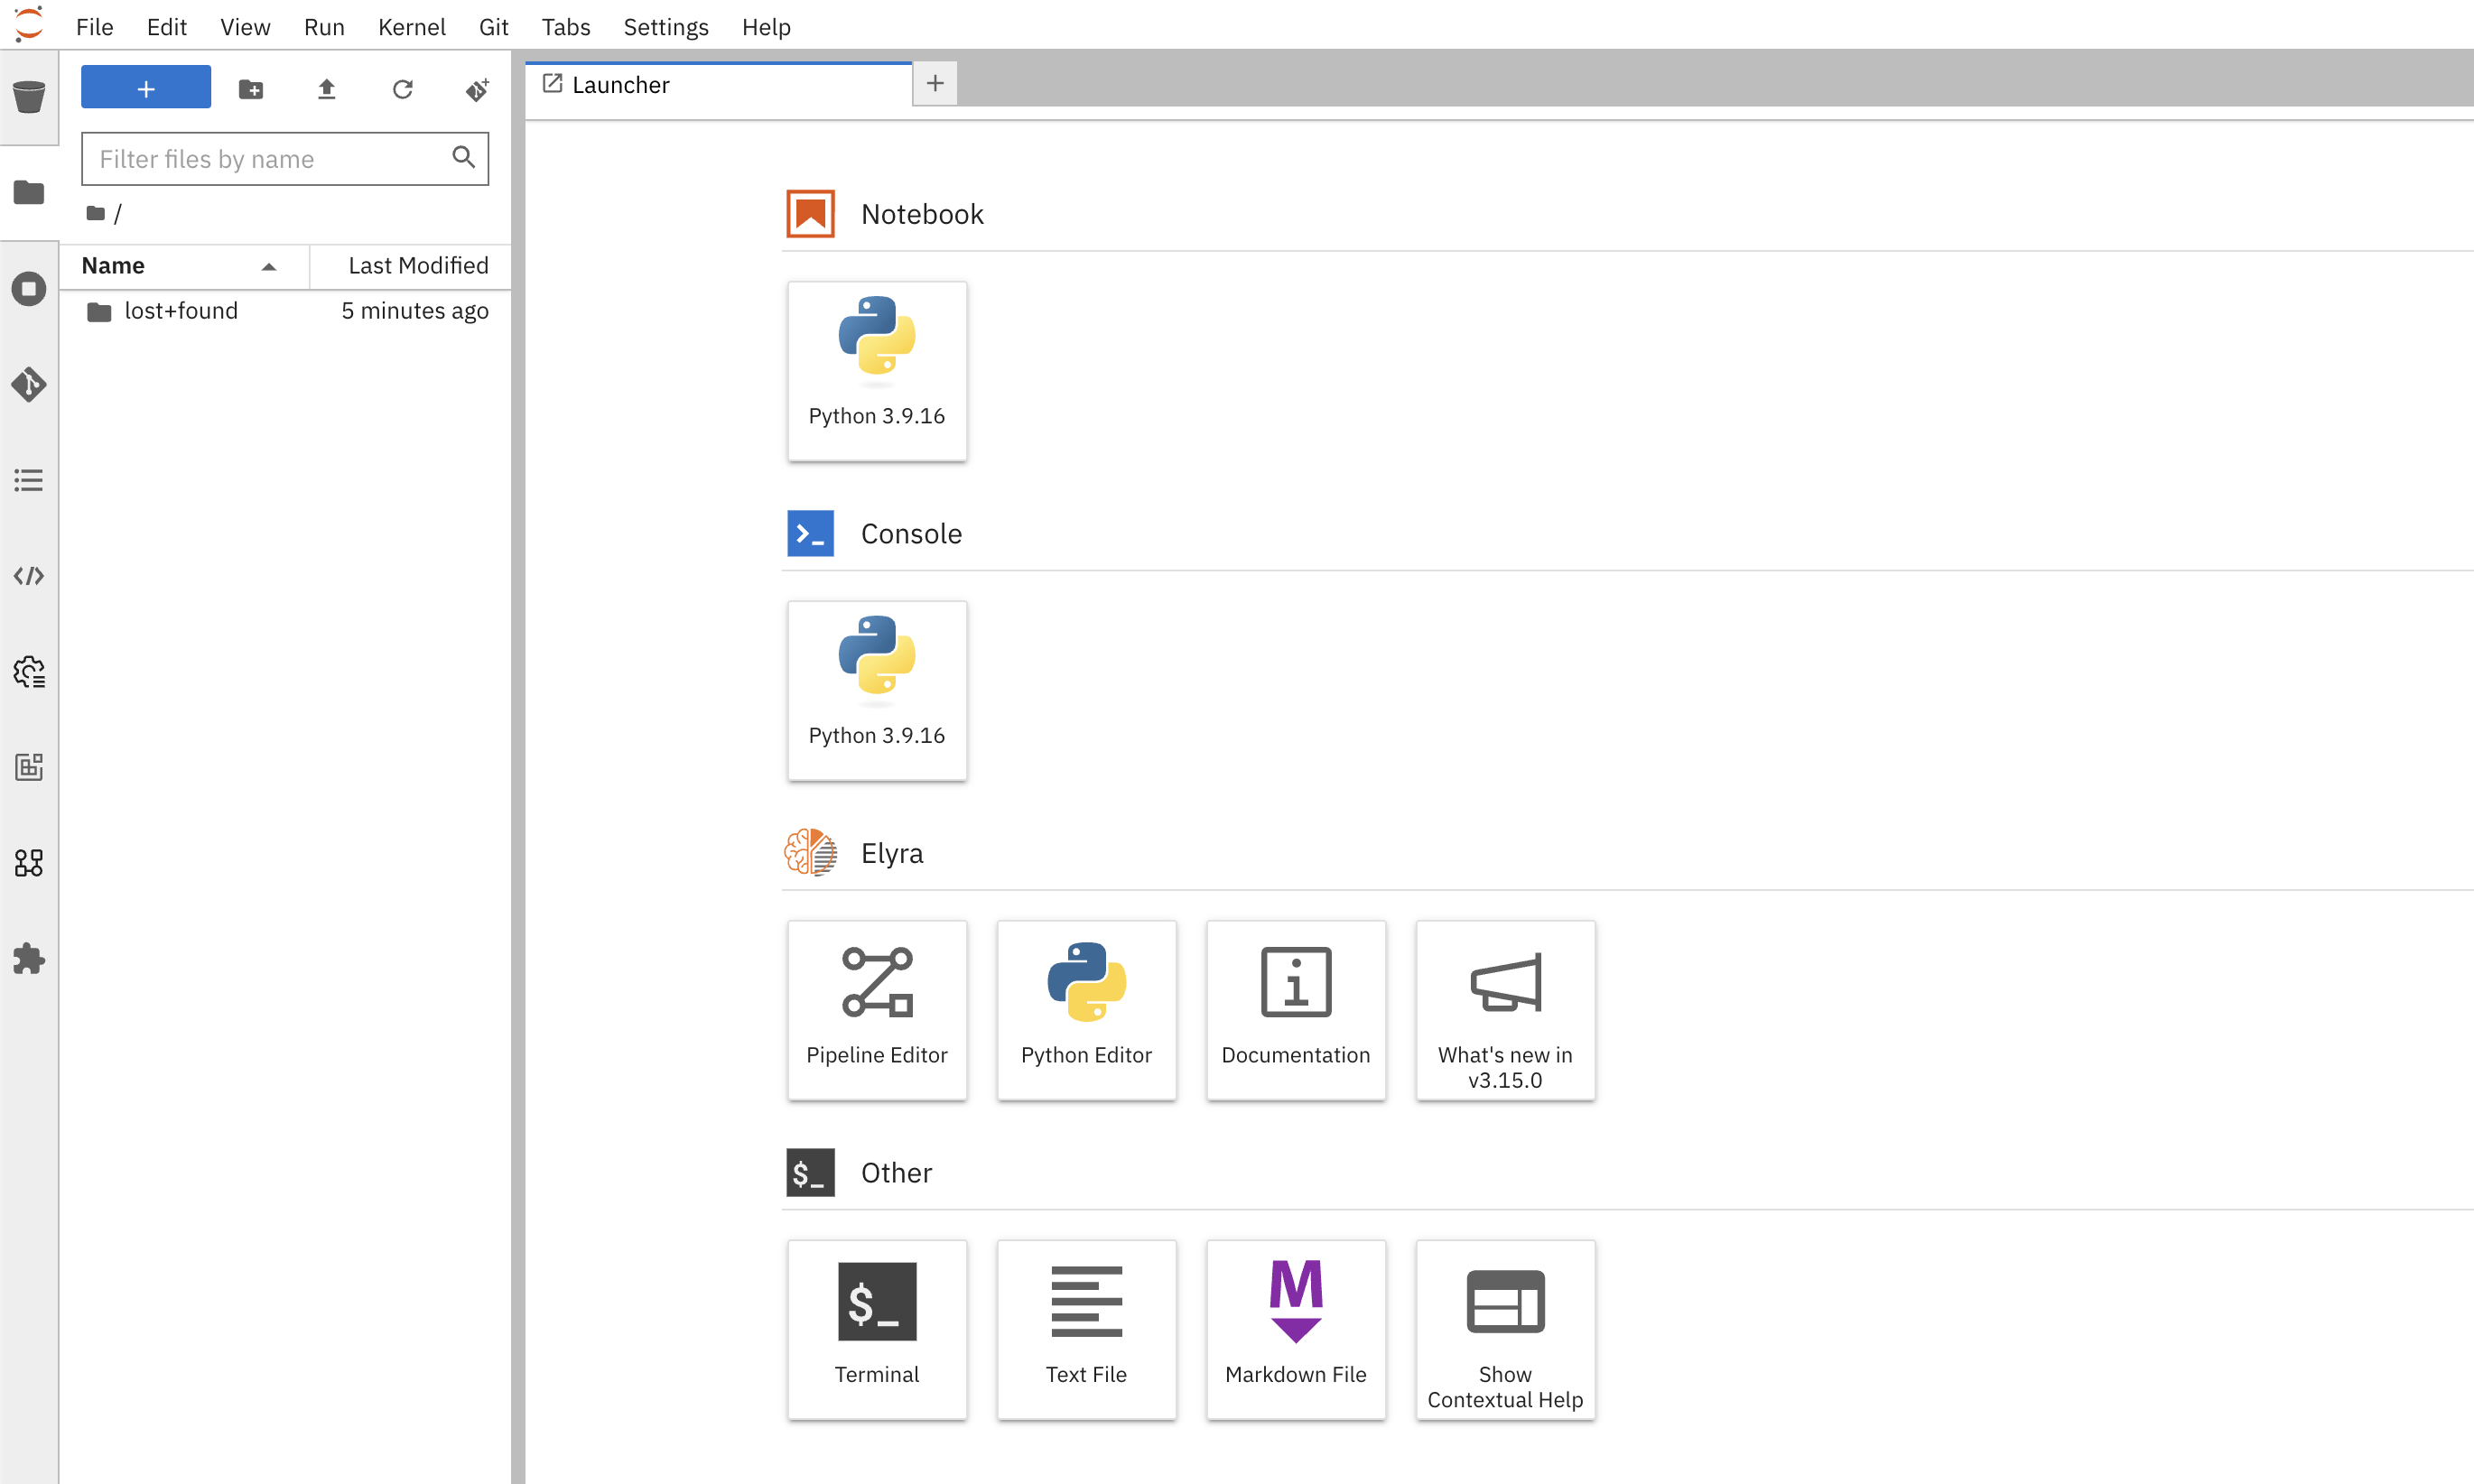 File Edit View Run Kernel Git Tabs Settings Help
+
Launcher
+
Filter files by name
/
Name Last Modified
lost+found 5 minutes ago
Notebook
Python 3.9.16
>_ Console
Python 3.9.16
Elyra
Pipeline Editor
Python Editor
Documentation
What's new in
v3.15.0
$_ Other
$_
Terminal
Text File
M
Markdown File
Show
Contextual Help